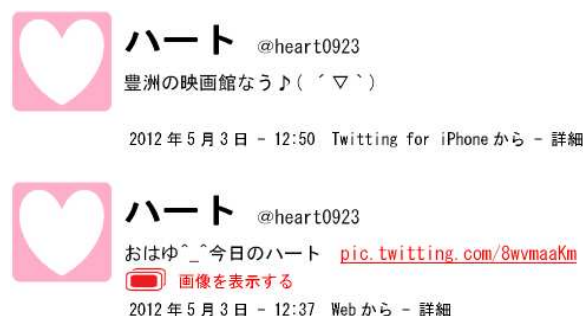 ハート @heart0923
豊洲の映画館なう♪( ´▽｀)
2012年5月3日 - 12:50 Twitting for iPhoneから - 詳細
ハート @heart0923
おはゆ^_^今日のハート pic.twitting.com/8wvmaaKm
画像を表示する
2012年5月3日 - 12:37 Webから - 詳細